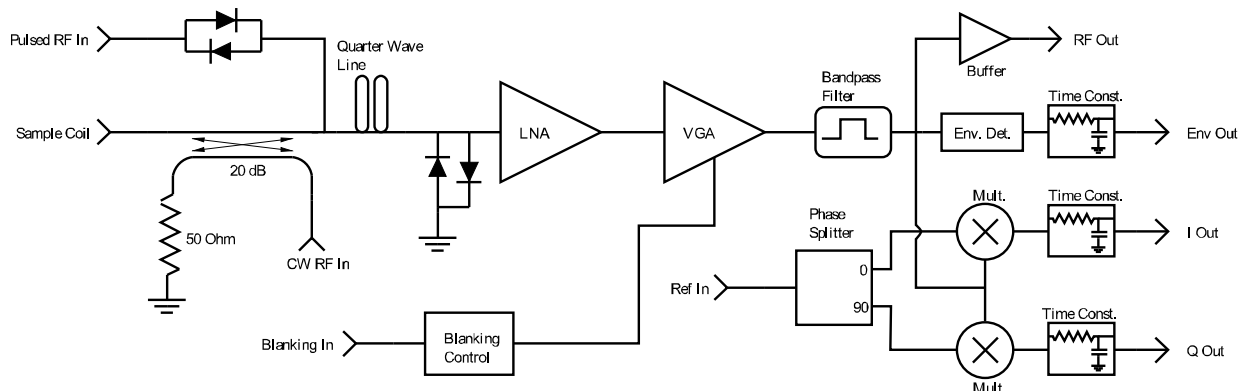 Pulsed RF In
Quarter Wave
Line
Sample Coil
20 dB
50 Ohm
CW RF In
LNA
VGA
Bandpass
Filter
Buffer
RF Out
Env. Det.
Time Const.
Env Out
Phase
Splitter
0
90
Ref In
Mult.
Time Const.
I Out
Blanking In
Blanking
Control
Mult.
Time Const.
Q Out